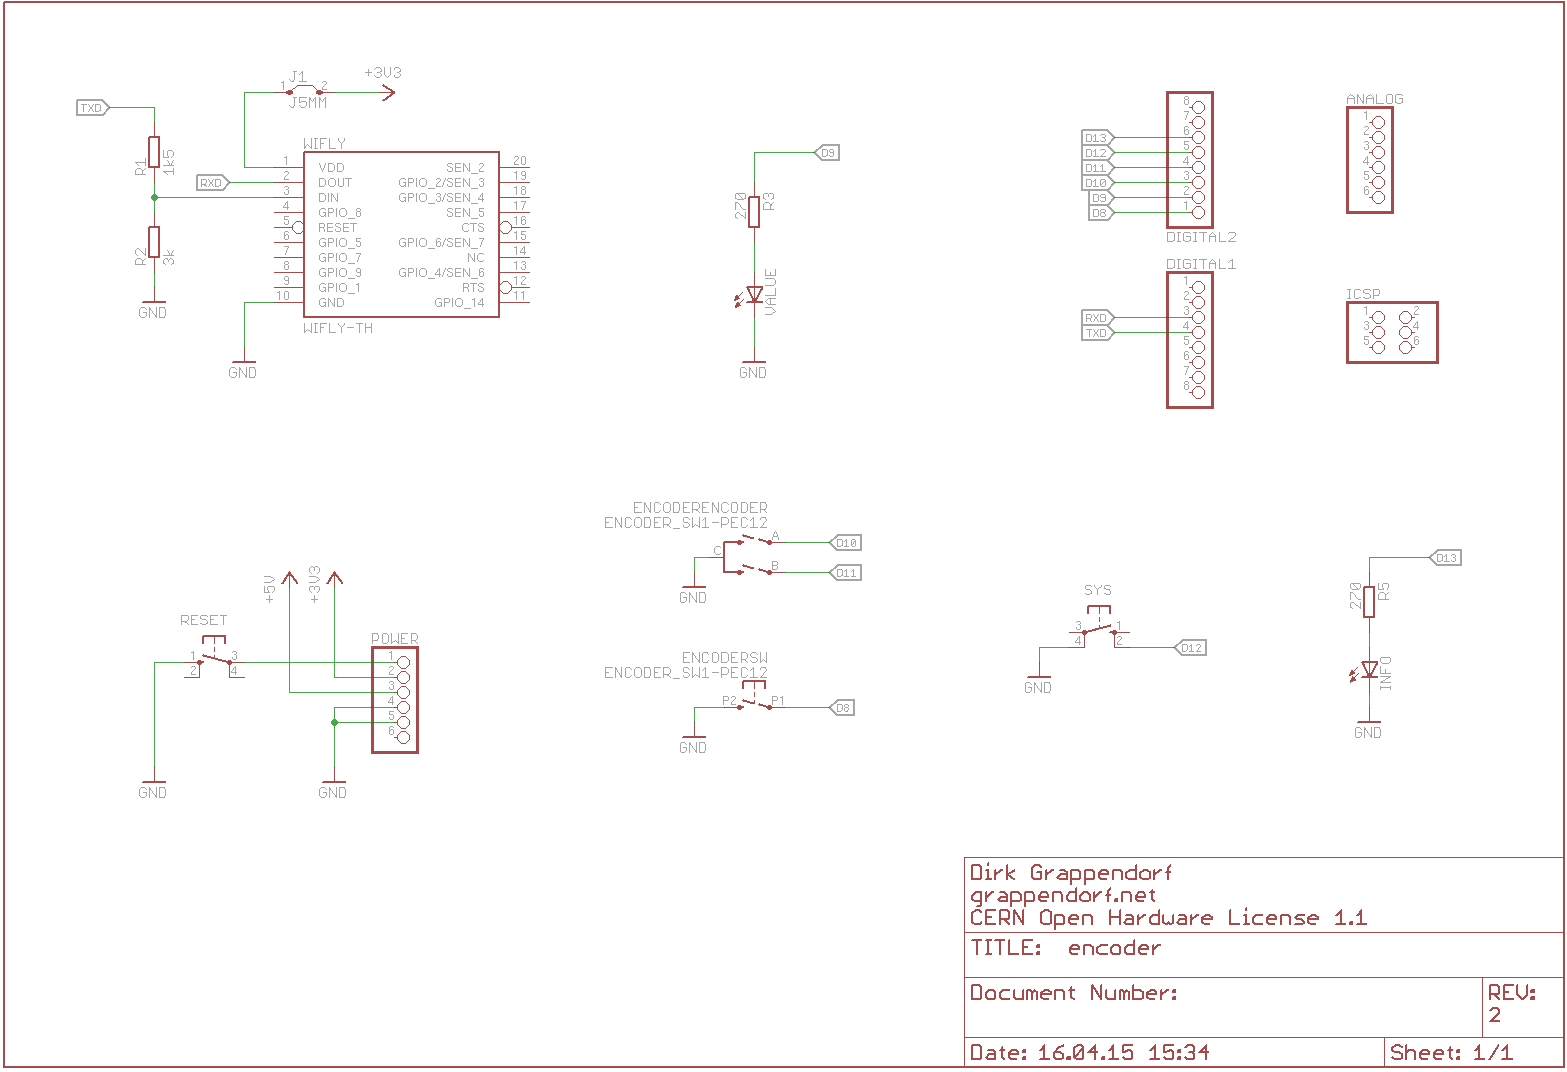 J1
1 2
J5MM
+3V3
TXD
R1
1k5
RXD
R2
3k
GND
WIFLY
1 VDD SEN_2 20
2 DOUT GPIO_2/SEN_3 19
3 DIN GPIO_3/SEN_4 18
4 GPIO_8 SEN_5 17
5 RESET CTS 16
6 GPIO_5 GPIO_6/SEN_7 15
7 GPIO_7 NC 14
8 GPIO_9 GPIO_4/SEN_6 13
9 GPIO_1 RTS 12
10 GND GPIO_14 11
WIFLY-TH
GND
D9
270
R3
VALUE
GND
8
7
D13 6
D12 5
D11 4
D10 3
D9 2
D8 1
DIGITAL2
DIGITAL1
1
2
RXD 3
TXD 4
5
6
7
8
ANALOG
1
2
3
4
5
6
ICSP
1 2
3 4
5 6
+5V
+3V3
RESET
1 3
2 4
POWER
1
2
3
4
5
6
GND
GND
ENCODERENCODER
ENCODER_SW1-PEC12
A D10
C
B D11
GND
ENCODERSW
ENCODER_SW1-PEC12
P2 P1 D8
GND
SYS
3 1
4 2
D12
GND
D13
270
R5
INFO
GND
Dirk Grappendorf
grappendorf.net
CERN Open Hardware License 1.1
TITLE: encoder
Document Number:
REV:
2
Date: 16.04.15 15:34
Sheet: 1/1